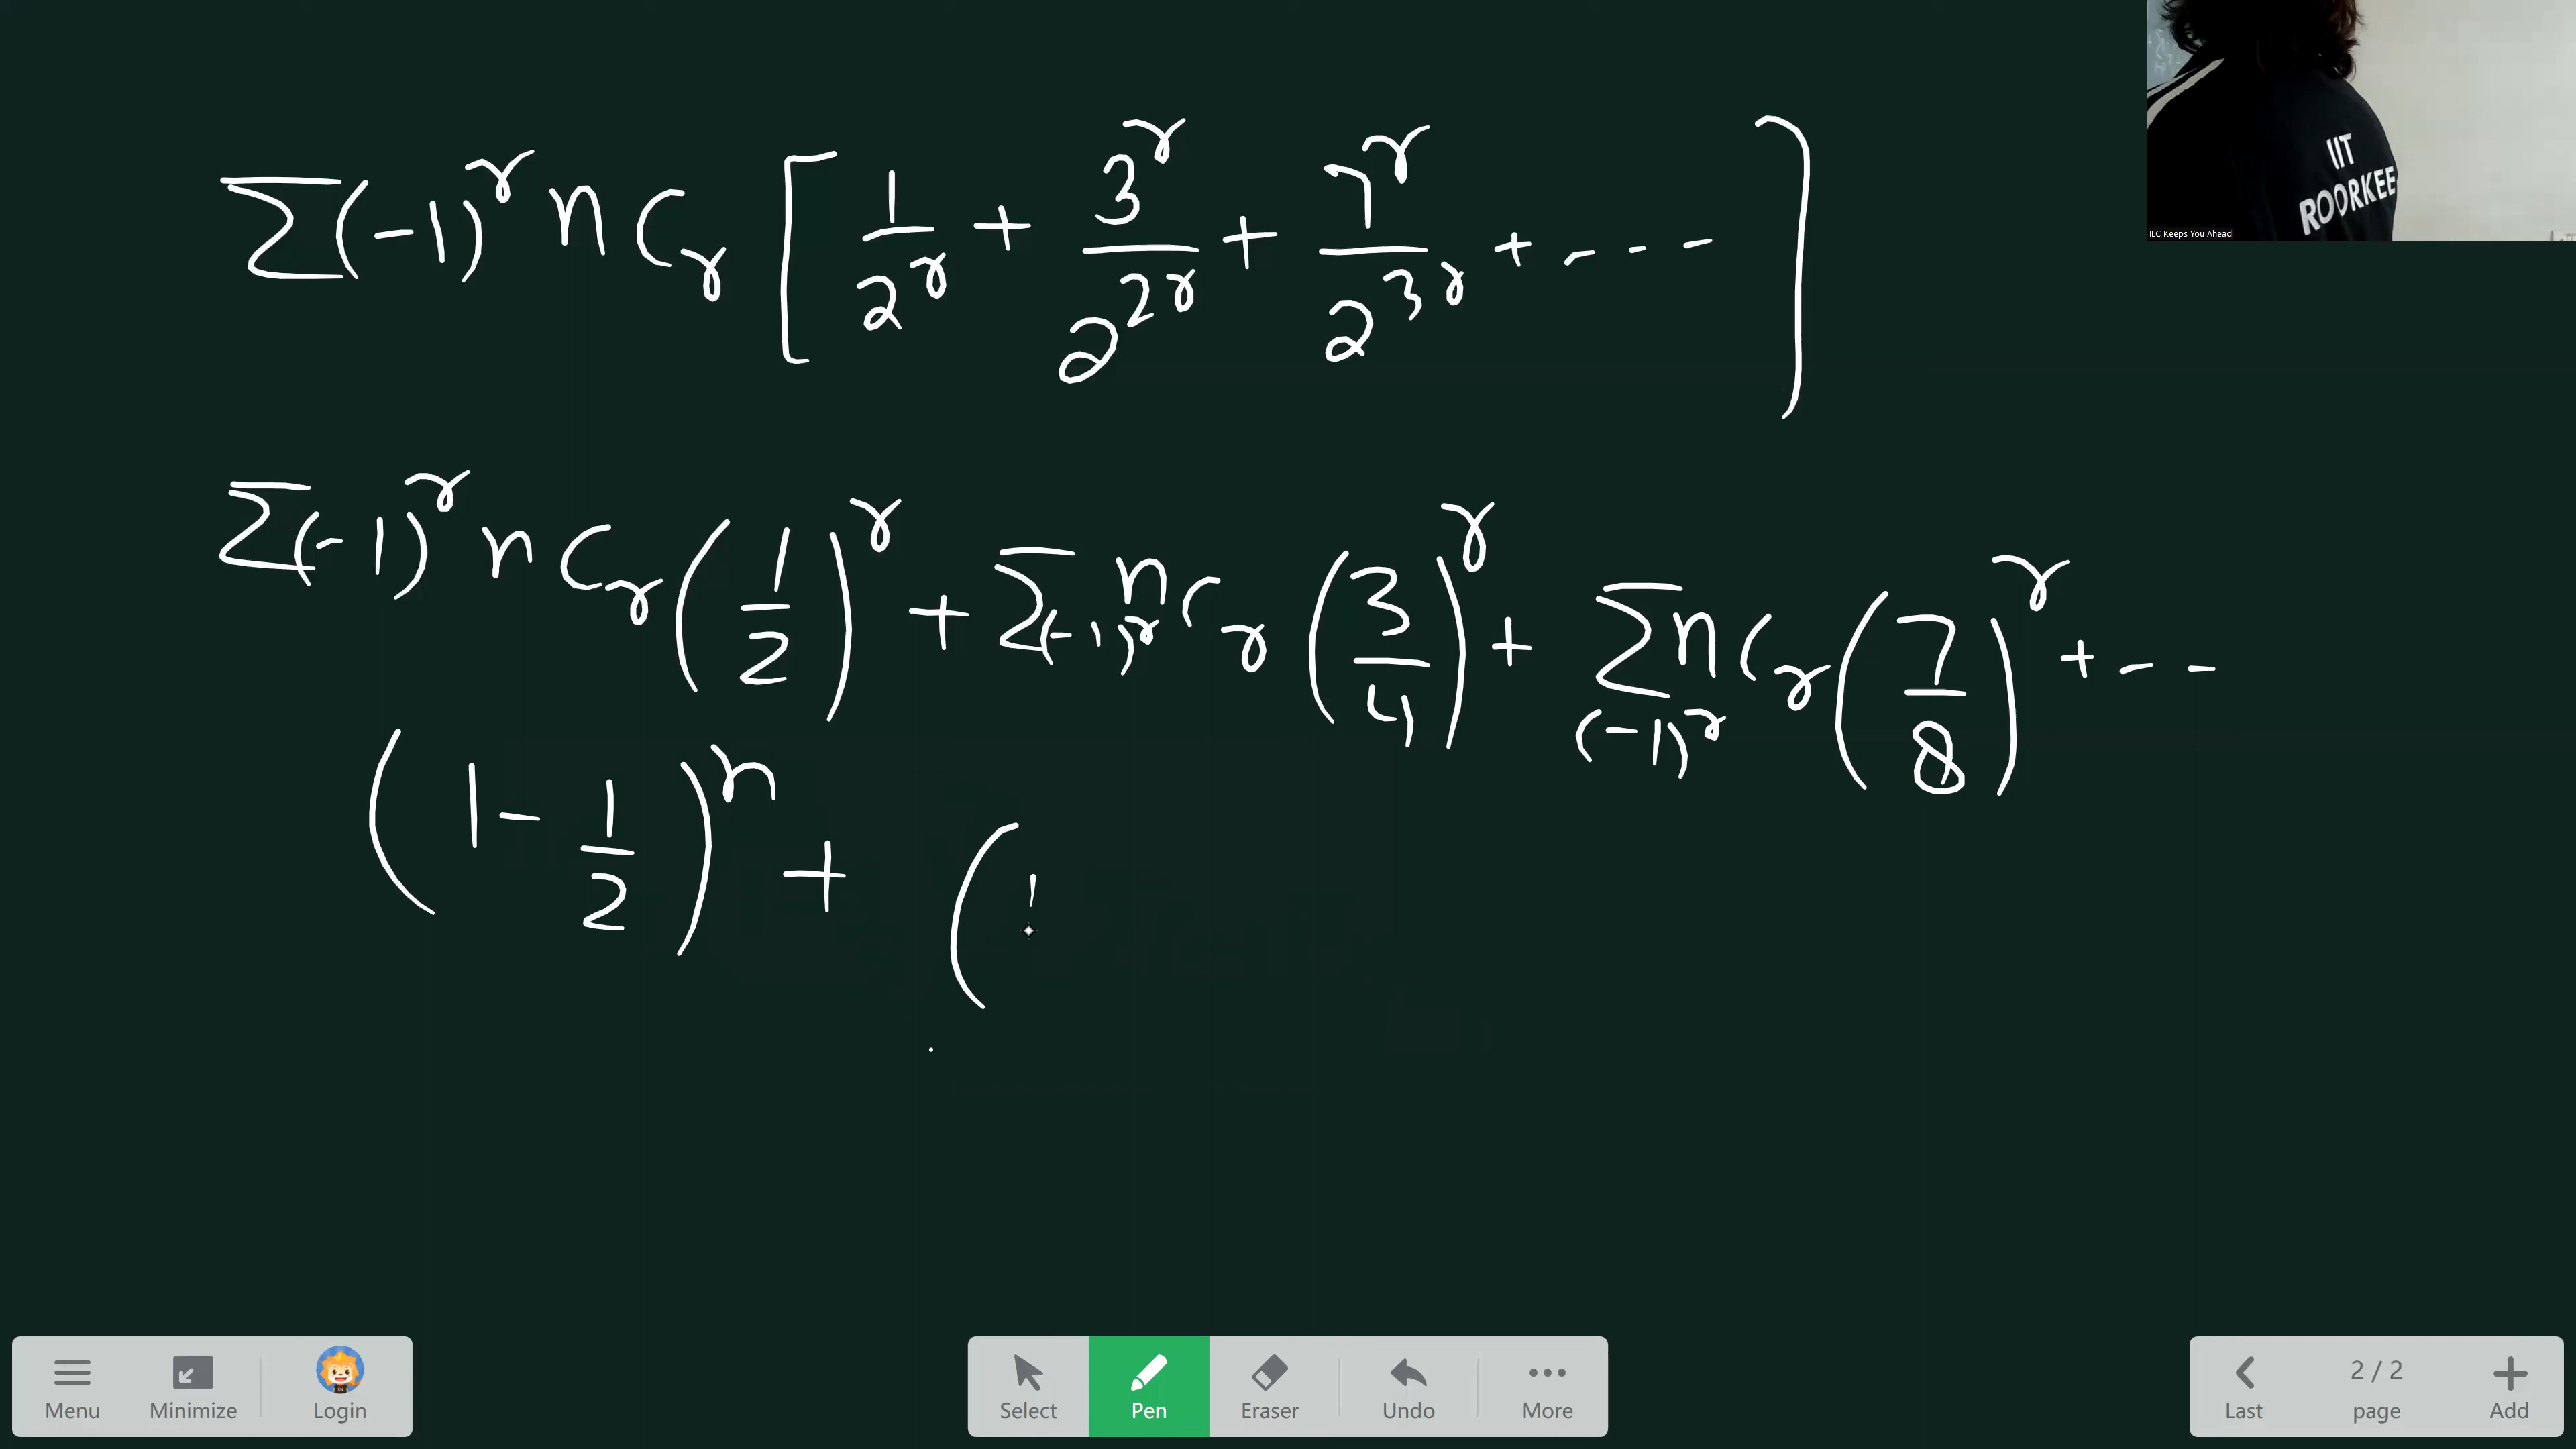 Σ(-1)^r nC_r [ 1/2^r + 3^r/2^{2r} + 7^r/2^{3r} + - - - ]
IIT
ROORKEE
ILC Keeps You Ahead
Σ(-1)^r nC_r (1/2)^r + Σ(-1)^r nC_r (3/4)^r + Σ(-1)^r nC_r (7/8)^r + - -
(1 - 1/2)^n + (1
Menu Minimize Login
Select Pen Eraser Undo More
2 / 2
Last page Add